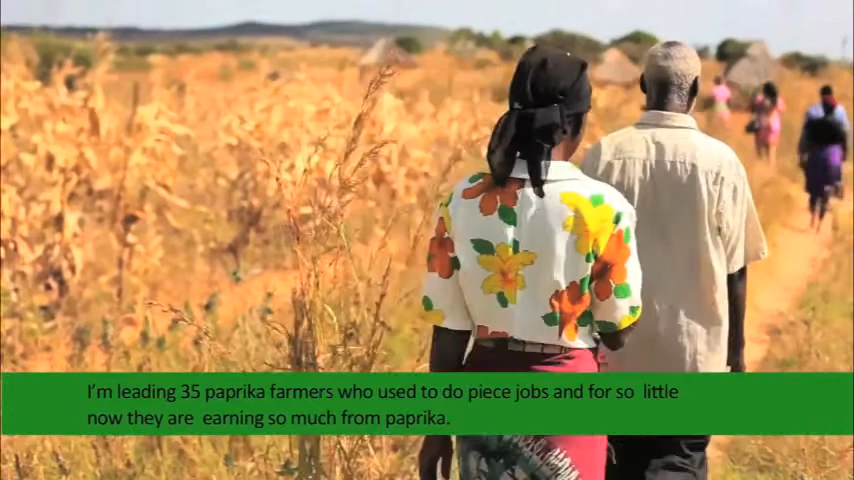 I'm leading 35 paprika farmers who used to do piece jobs and for so little
now they are earning so much from paprika.